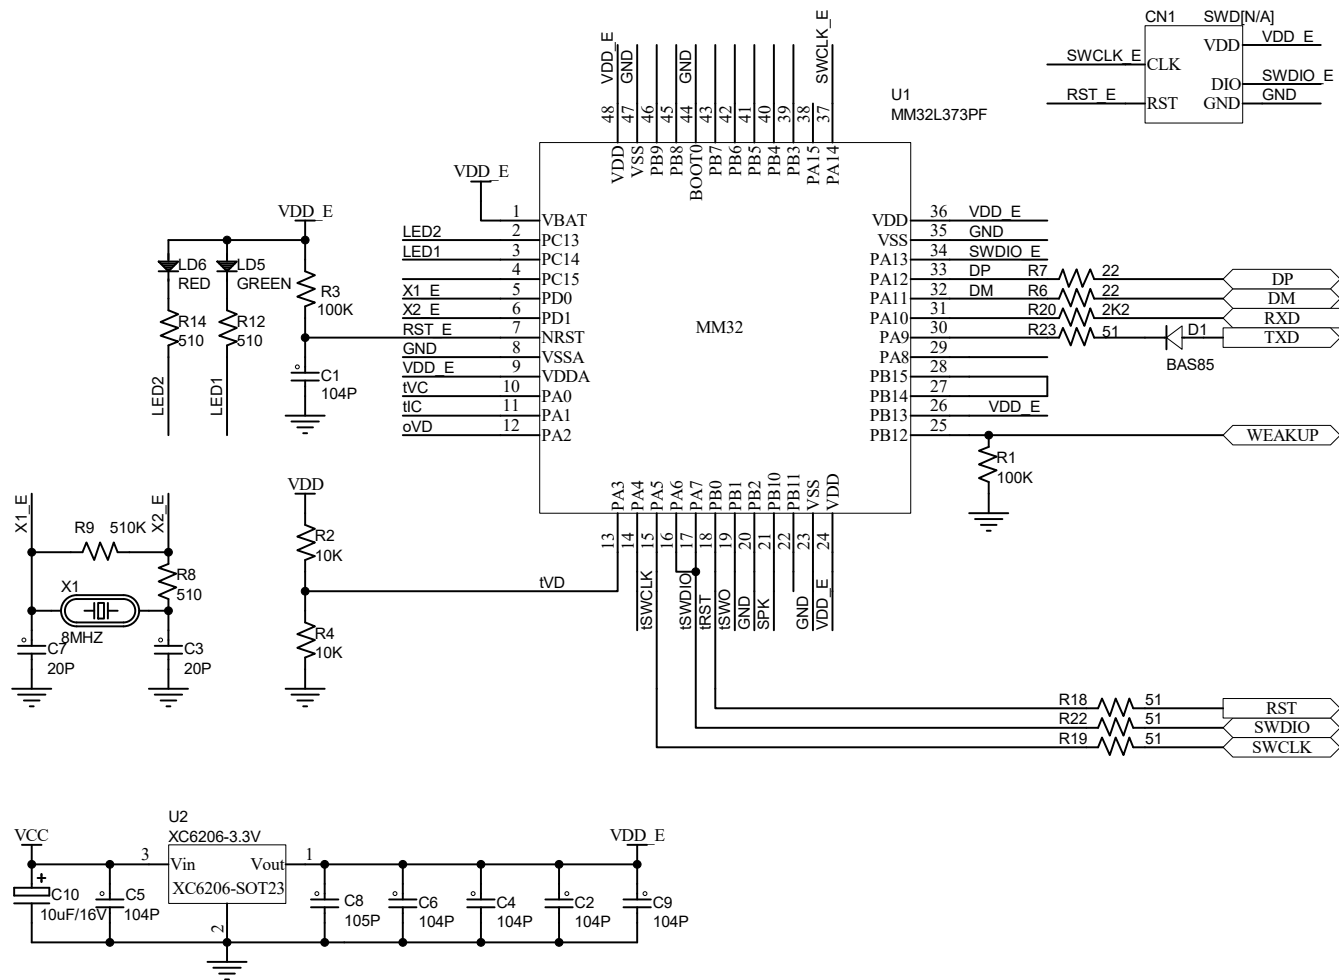 CN1 SWD[N/A]
SWCLK_E CLK VDD VDD_E
DIO SWDIO_E
RST_E RST GND GND
VDD_E
GND
GND
SWCLK_E
48 47 46 45 44 43 42 41 40 39 38 37
VDD VSS PB9 PB8 BOOT0 PB7 PB6 PB5 PB4 PB3 PA15 PA14
U1
MM32L373PF
MM32
VDD_E
1 VBAT
LED2 2 PC13
LED1 3 PC14
4 PC15
X1_E 5 PD0
X2_E 6 PD1
RST_E 7 NRST
GND 8 VSSA
VDD_E 9 VDDA
tVC 10 PA0
tIC 11 PA1
oVD 12 PA2
VDD 36 VDD_E
VSS 35 GND
PA13 34 SWDIO_E
PA12 33 DP R7 22 DP
PA11 32 DM R6 22 DM
PA10 31 R20 2K2 RXD
PA9 30 R23 51 D1 TXD
BAS85
PA8 29
PB15 28
PB14 27
PB13 26 VDD_E
PB12 25 WEAKUP
R1
100K
PA3 PA4 PA5 PA6 PA7 PB0 PB1 PB2 PB10 PB11 VSS VDD
13 14 15 16 17 18 19 20 21 22 23 24
tSWCLK
tSWDIO
tRST
tSWO
GND
SPK
GND
VDD_E
VDD_E
LD6
RED
LD5
GREEN
R3
100K
R14
510
R12
510
C1
104P
LED2
LED1
X1_E
X2_E
R9 510K
R8
510
X1
8MHZ
C7
20P
C3
20P
VDD
R2
10K
tVD
R4
10K
R18 51 RST
R22 51 SWDIO
R19 51 SWCLK
U2
XC6206-3.3V
VCC
3 Vin Vout 1
XC6206-SOT23
2
VDD_E
+
C10
10uF/16V
C5
104P
C8
105P
C6
104P
C4
104P
C2
104P
C9
104P